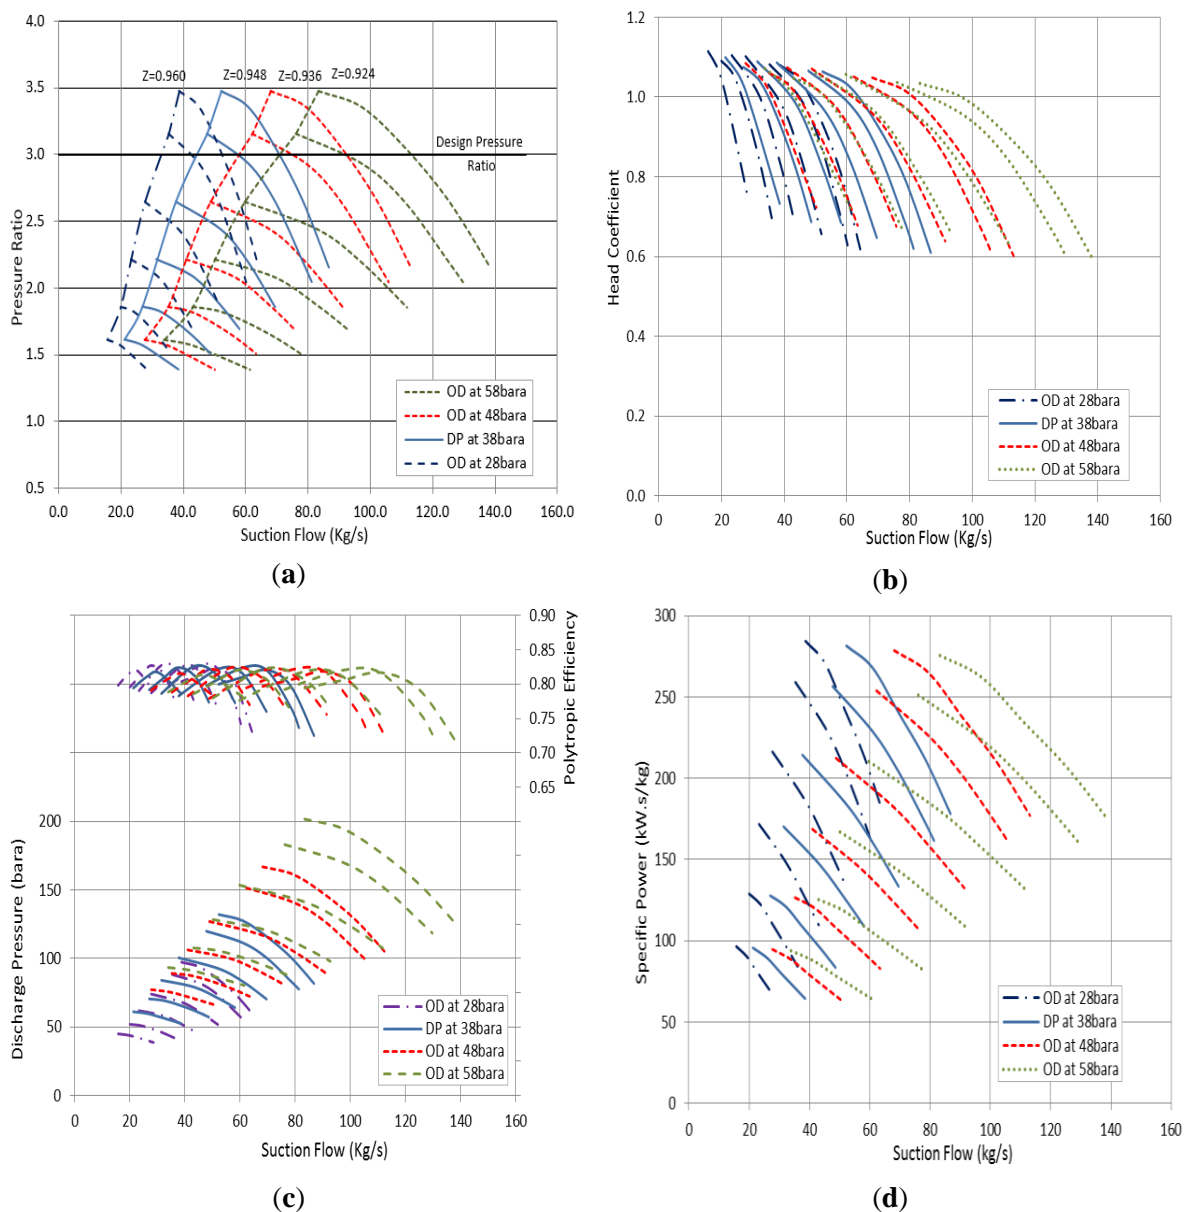 4.0
3.5
3.0
2.5
2.0
1.5
1.0
0.5
Pressure Ratio
Z=0.960
Z=0.948
Z=0.936
Z=0.924
Design Pressure
Ratio
OD at 58bara
OD at 48bara
DP at 38bara
OD at 28bara
0.0 20.0 40.0 60.0 80.0 100.0 120.0 140.0 160.0
Suction Flow (Kg/s)
(a)
1.2
1.0
0.8
0.6
0.4
0.2
0.0
Head Coefficient
OD at 28bara
DP at 38bara
OD at 48bara
OD at 58bara
0 20 40 60 80 100 120 140 160
Suction Flow (Kg/s)
(b)
0.90
0.85
0.80
0.75
0.70
0.65
Polytropic Efficiency
200
150
100
50
0
Discharge Pressure (bara)
OD at 28bara
DP at 38bara
OD at 48bara
OD at 58bara
0 20 40 60 80 100 120 140 160
Suction Flow (Kg/s)
(c)
300
250
200
150
100
50
0
Specific Power (kW.s/kg)
OD at 28bara
DP at 38bara
OD at 48bara
OD at 58bara
0 20 40 60 80 100 120 140 160
Suction Flow (kg/s)
(d)